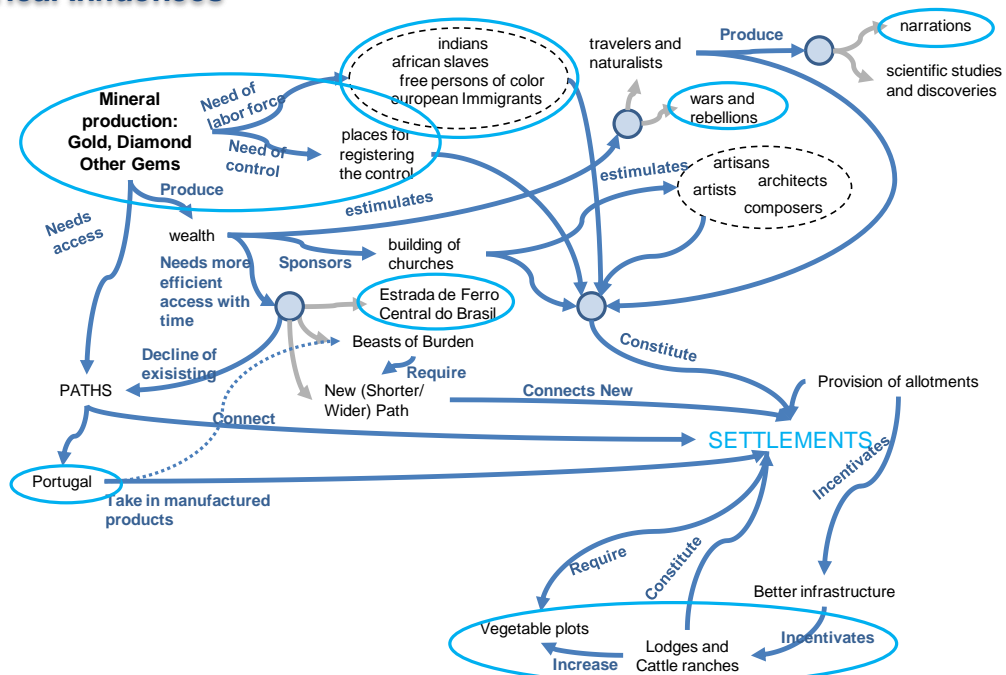 indians
african slaves
free persons of color
european Immigrants
travelers and
naturalists
Produce
narrations
scientific studies
and discoveries
Mineral
production:
Gold, Diamond
Other Gems
Need of
labor force
Need of
control
places for
registering
the control
wars and
rebellions
estimulates
estimulates
artisans
architects
artists
composers
Produce
Needs
access
wealth
Needs more
efficient
access with
time
Sponsors
building of
churches
Estrada de Ferro
Central do Brasil
Beasts of Burden
Require
Constitute
Decline of
exisisting
PATHS
New (Shorter/
Wider) Path
Connects New
Provision of allotments
Connect
SETTLEMENTS
Portugal
Take in manufactured
products
Incentivates
Require
Constitute
Better infrastructure
Vegetable plots
Increase
Lodges and
Cattle ranches
Incentivates